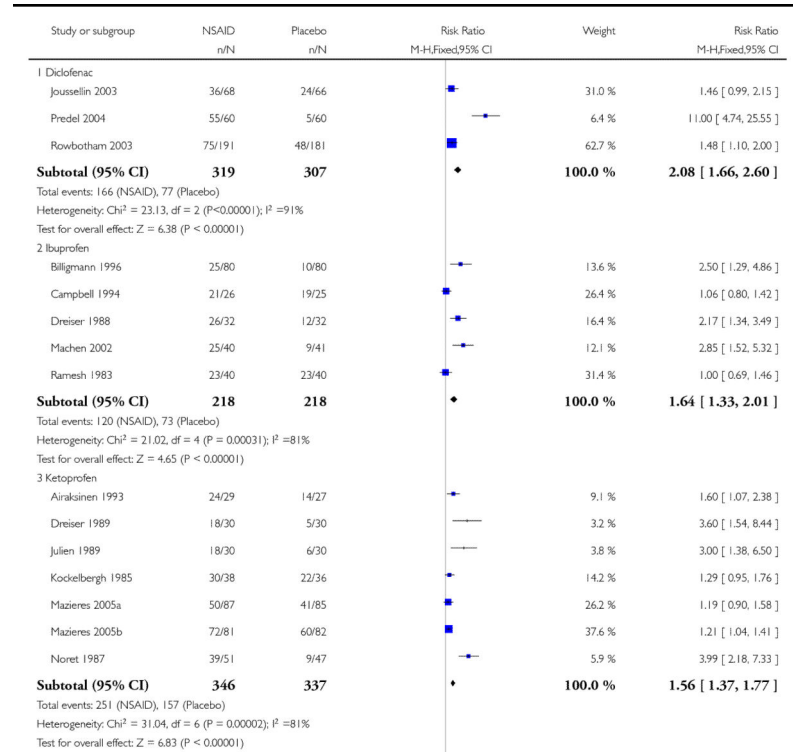 Study or subgroup NSAID Placebo Risk Ratio Weight Risk Ratio
n/N n/N M-H,Fixed,95% CI M-H,Fixed,95% CI
1 Diclofenac
Joussellin 2003 36/68 24/66 31.0 % 1.46 [ 0.99, 2.15 ]
Predel 2004 55/60 5/60 6.4 % 11.00 [ 4.74, 25.55 ]
Rowbotham 2003 75/191 48/181 62.7 % 1.48 [ 1.10, 2.00 ]
Subtotal (95% CI) 319 307 100.0 % 2.08 [ 1.66, 2.60 ]
Total events: 166 (NSAID), 77 (Placebo)
Heterogeneity: Chi² = 23.13, df = 2 (P<0.00001); I² =91%
Test for overall effect: Z = 6.38 (P < 0.00001)
2 Ibuprofen
Billigmann 1996 25/80 10/80 13.6 % 2.50 [ 1.29, 4.86 ]
Campbell 1994 21/26 19/25 26.4 % 1.06 [ 0.80, 1.42 ]
Dreiser 1988 26/32 12/32 16.4 % 2.17 [ 1.34, 3.49 ]
Machen 2002 25/40 9/41 12.1 % 2.85 [ 1.52, 5.32 ]
Ramesh 1983 23/40 23/40 31.4 % 1.00 [ 0.69, 1.46 ]
Subtotal (95% CI) 218 218 100.0 % 1.64 [ 1.33, 2.01 ]
Total events: 120 (NSAID), 73 (Placebo)
Heterogeneity: Chi² = 21.02, df = 4 (P = 0.00031); I² =81%
Test for overall effect: Z = 4.65 (P < 0.00001)
3 Ketoprofen
Airaksinen 1993 24/29 14/27 9.1 % 1.60 [ 1.07, 2.38 ]
Dreiser 1989 18/30 5/30 3.2 % 3.60 [ 1.54, 8.44 ]
Julien 1989 18/30 6/30 3.8 % 3.00 [ 1.38, 6.50 ]
Kockelbergh 1985 30/38 22/36 14.2 % 1.29 [ 0.95, 1.76 ]
Mazieres 2005a 50/87 41/85 26.2 % 1.19 [ 0.90, 1.58 ]
Mazieres 2005b 72/81 60/82 37.6 % 1.21 [ 1.04, 1.41 ]
Noret 1987 39/51 9/47 5.9 % 3.99 [ 2.18, 7.33 ]
Subtotal (95% CI) 346 337 100.0 % 1.56 [ 1.37, 1.77 ]
Total events: 251 (NSAID), 157 (Placebo)
Heterogeneity: Chi² = 31.04, df = 6 (P = 0.00002); I² =81%
Test for overall effect: Z = 6.83 (P < 0.00001)